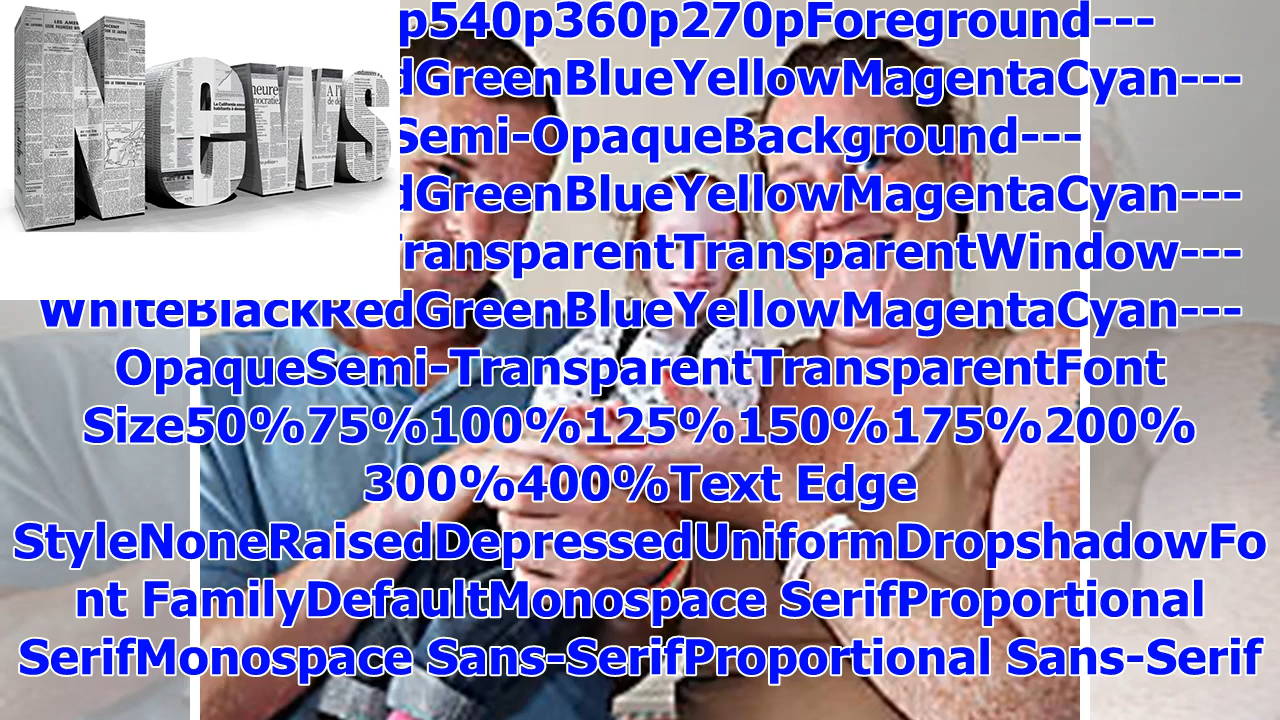 News
p540p360p270pForeground---
dGreenBlueYellowMagentaCyan---
Semi-OpaqueBackground---
dGreenBlueYellowMagentaCyan---
TransparentTransparentWindow---
WhiteBlackRedGreenBlueYellowMagentaCyan---
OpaqueSemi-TransparentTransparentFont
Size50%75%100%125%150%175%200%
300%400%Text Edge
StyleNoneRaisedDepressedUniformDropshadowFo
nt FamilyDefaultMonospace SerifProportional
SerifMonospace Sans-SerifProportional Sans-Serif